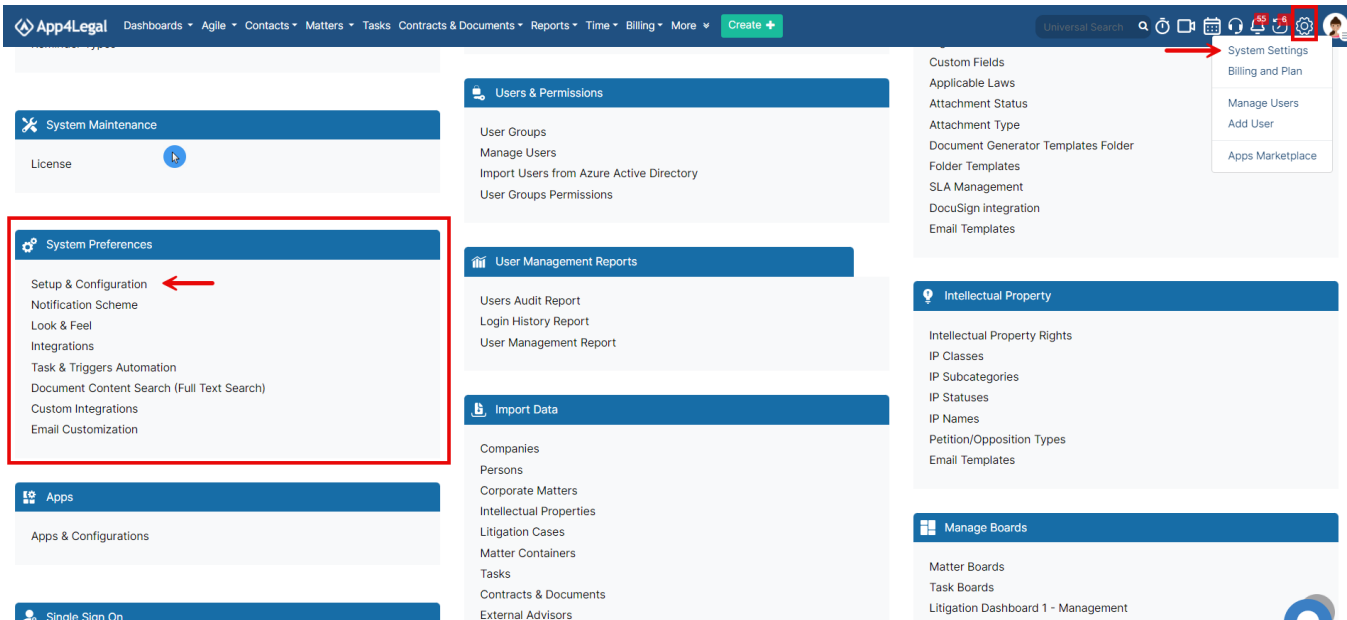 App4Legal Dashboards Agile Contacts Matters Tasks Contracts & Documents Reports Time Billing More Create + Universal Search 55 6
System Settings
Billing and Plan
Manage Users
Add User
Apps Marketplace
System Maintenance
License
System Preferences
Setup & Configuration
Notification Scheme
Look & Feel
Integrations
Task & Triggers Automation
Document Content Search (Full Text Search)
Custom Integrations
Email Customization
Apps
Apps & Configurations
Single Sign On
Users & Permissions
User Groups
Manage Users
Import Users from Azure Active Directory
User Groups Permissions
User Management Reports
Users Audit Report
Login History Report
User Management Report
Import Data
Companies
Persons
Corporate Matters
Intellectual Properties
Litigation Cases
Matter Containers
Tasks
Contracts & Documents
External Advisors
Custom Fields
Applicable Laws
Attachment Status
Attachment Type
Document Generator Templates Folder
Folder Templates
SLA Management
DocuSign integration
Email Templates
Intellectual Property
Intellectual Property Rights
IP Classes
IP Subcategories
IP Statuses
IP Names
Petition/Opposition Types
Email Templates
Manage Boards
Matter Boards
Task Boards
Litigation Dashboard 1 - Management